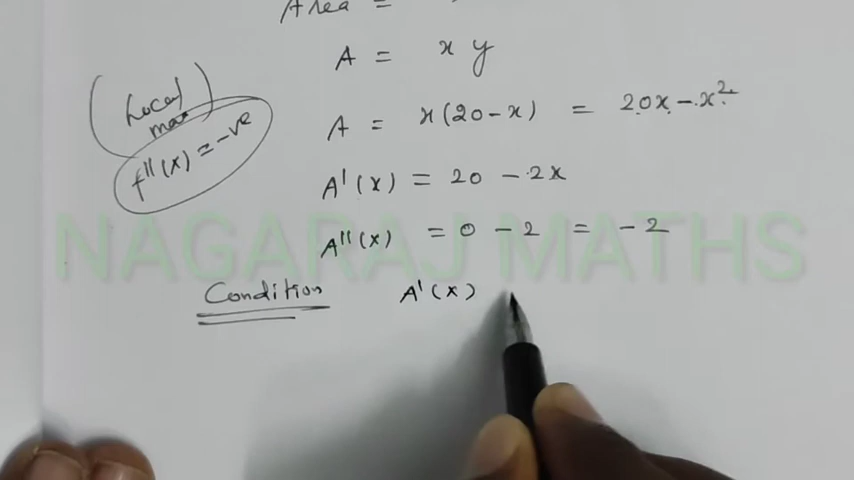 Area =
A = x y
(Local max)
f''(x) = -ve
A = x(20-x) = 20x - x²
A'(x) = 20 - 2x
A''(x) = 0 - 2 = -2
NAGARAJ MATHS
Condition A'(x)